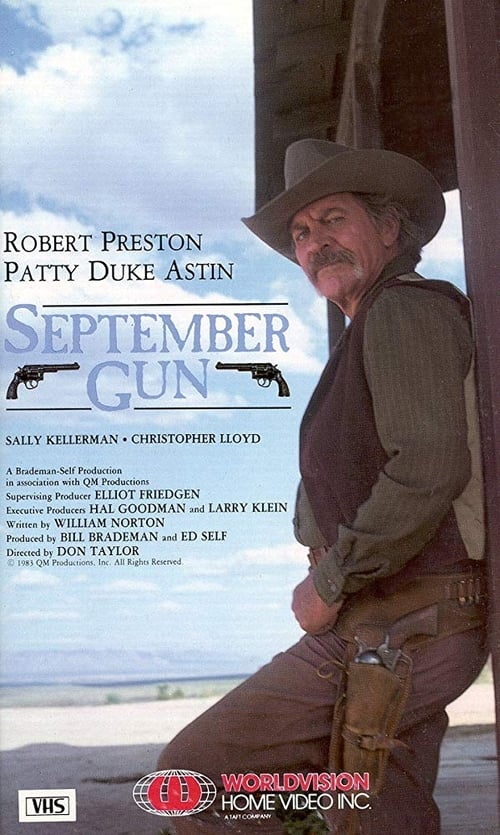 ROBERT PRESTON
PATTY DUKE ASTIN
SEPTEMBER
GUN
SALLY KELLERMAN • CHRISTOPHER LLOYD
A Brademan-Self Production
in association with QM Productions
Supervising Producer ELLIOT FRIEDGEN
Executive Producers HAL GOODMAN and LARRY KLEIN
Written by WILLIAM NORTON
Produced by BILL BRADEMAN and ED SELF
Directed by DON TAYLOR
© 1983 QM Productions, Inc. All Rights Reserved
VHS
WORLDVISION
HOME VIDEO INC.
A TAFT COMPANY